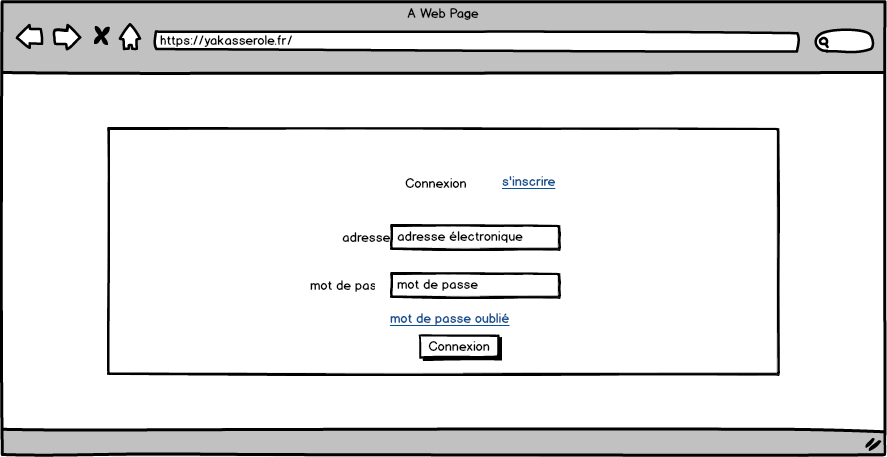 A Web Page
https://yakasserole.fr/
Connexion s'inscrire
adresse adresse électronique
mot de pas mot de passe
mot de passe oublié
Connexion